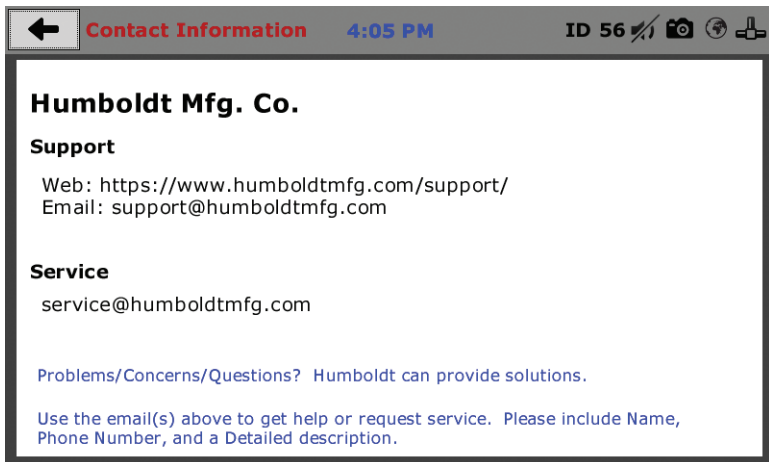 Contact Information 4:05 PM ID 56
Humboldt Mfg. Co.
Support
Web: https://www.humboldtmfg.com/support/
Email: support@humboldtmfg.com
Service
service@humboldtmfg.com
Problems/Concerns/Questions?  Humboldt can provide solutions.
Use the email(s) above to get help or request service.  Please include Name,
Phone Number, and a Detailed description.